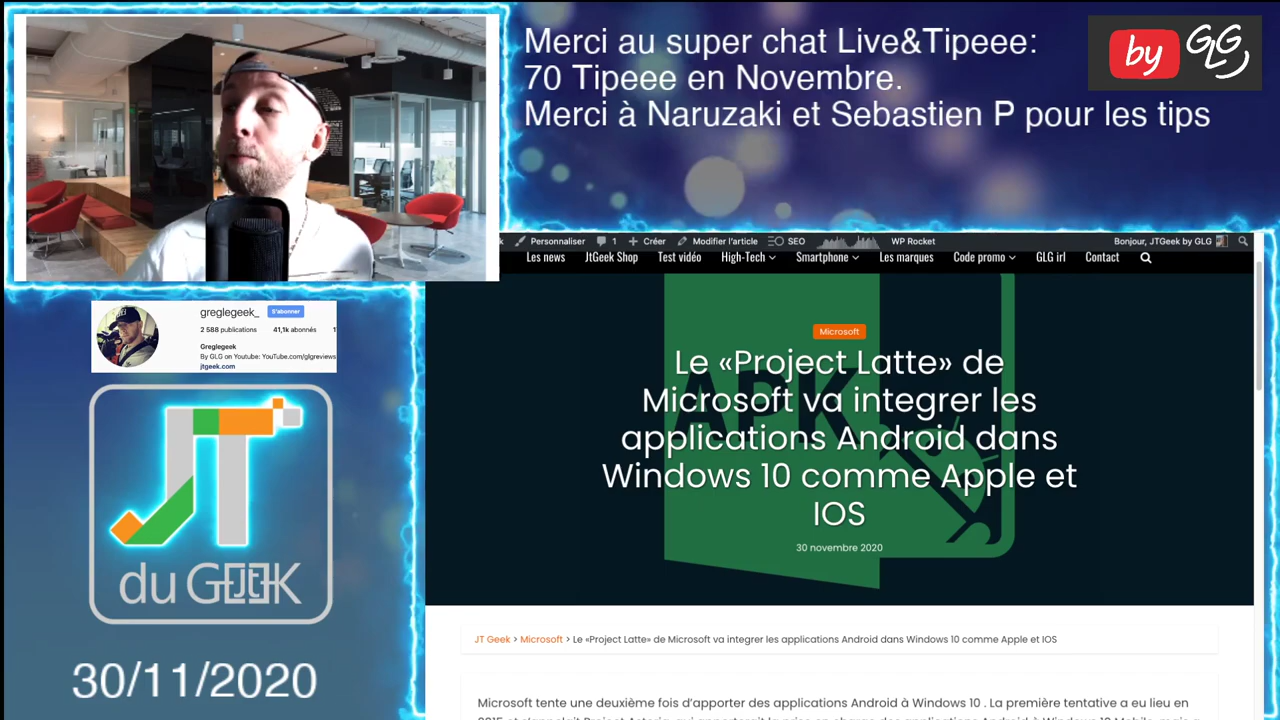 Merci au super chat Live&Tipeee:
70 Tipeee en Novembre.
Merci à Naruzaki et Sebastien P pour les tips
by GLG
Personnaliser 1 Créer Modifier l'article SEO WP Rocket Bonjour, JTGeek by GLG
Les news JtGeek Shop Test vidéo High-Tech Smartphone Les marques Code promo GLG irl Contact
greglegeek_ S'abonner
2 588 publications 41,1k abonnés
Greglegeek
By GLG on Youtube: YouTube.com/glgreviews
jtgeek.com
JT
du GEEK
30/11/2020
APK
Microsoft
Le «Project Latte» de
Microsoft va integrer les
applications Android dans
Windows 10 comme Apple et
IOS
30 novembre 2020
JT Geek > Microsoft > Le «Project Latte» de Microsoft va integrer les applications Android dans Windows 10 comme Apple et IOS
Microsoft tente une deuxième fois d'apporter des applications Android à Windows 10 . La première tentative a eu lieu en